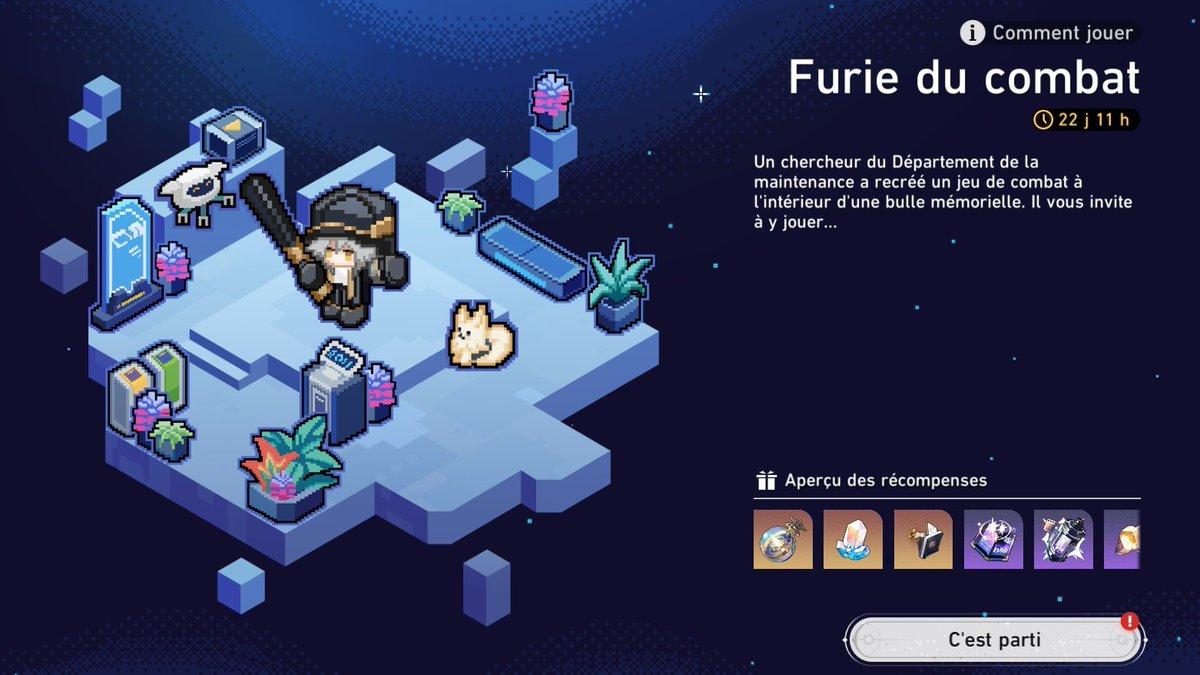 Comment jouer
Furie du combat
22 j 11 h
Un chercheur du Département de la
maintenance a recréé un jeu de combat à
l'intérieur d'une bulle mémorielle. Il vous invite
à y jouer...
Aperçu des récompenses
C'est parti